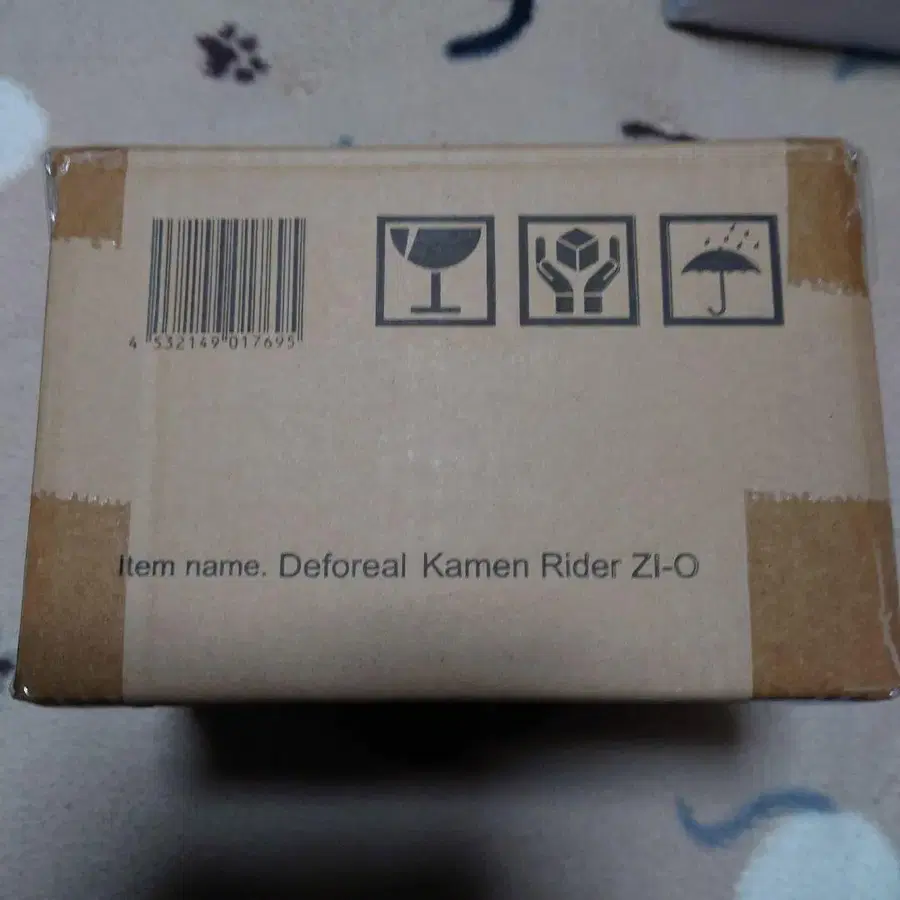 4 532149 017695
Item name. Deforeal Kamen Rider ZI-O